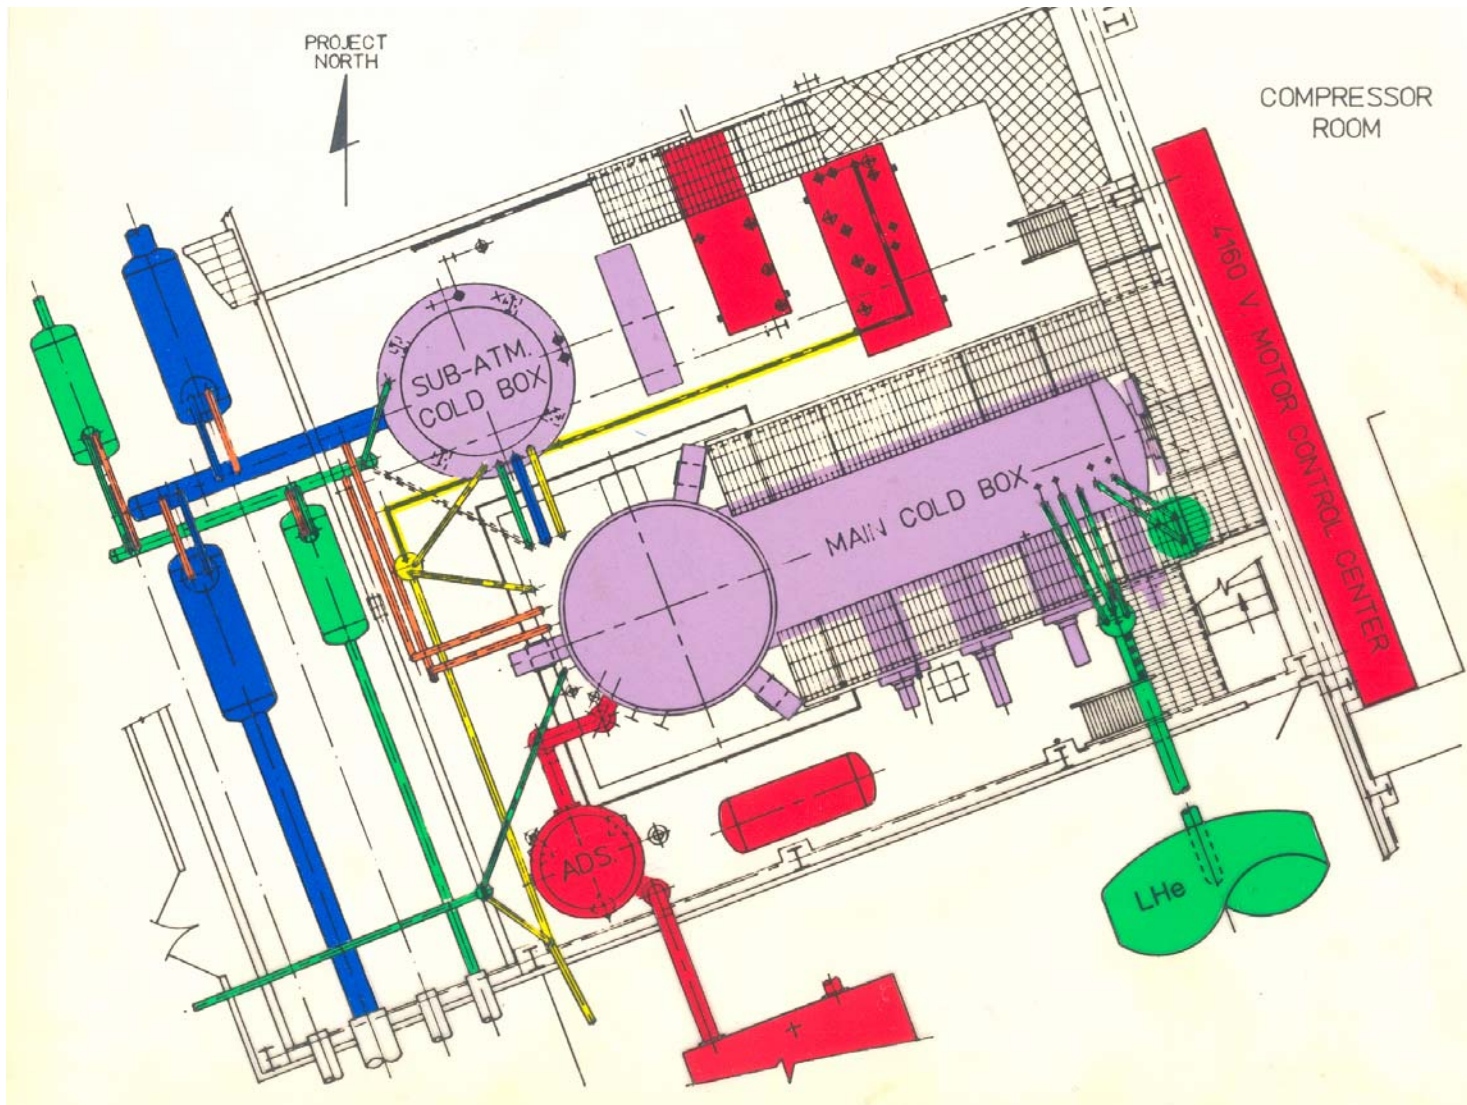 PROJECT
NORTH
COMPRESSOR
ROOM
4160 V. MOTOR CONTROL CENTER
SUB-ATM.
COLD BOX
MAIN COLD BOX
ADS.
LHe